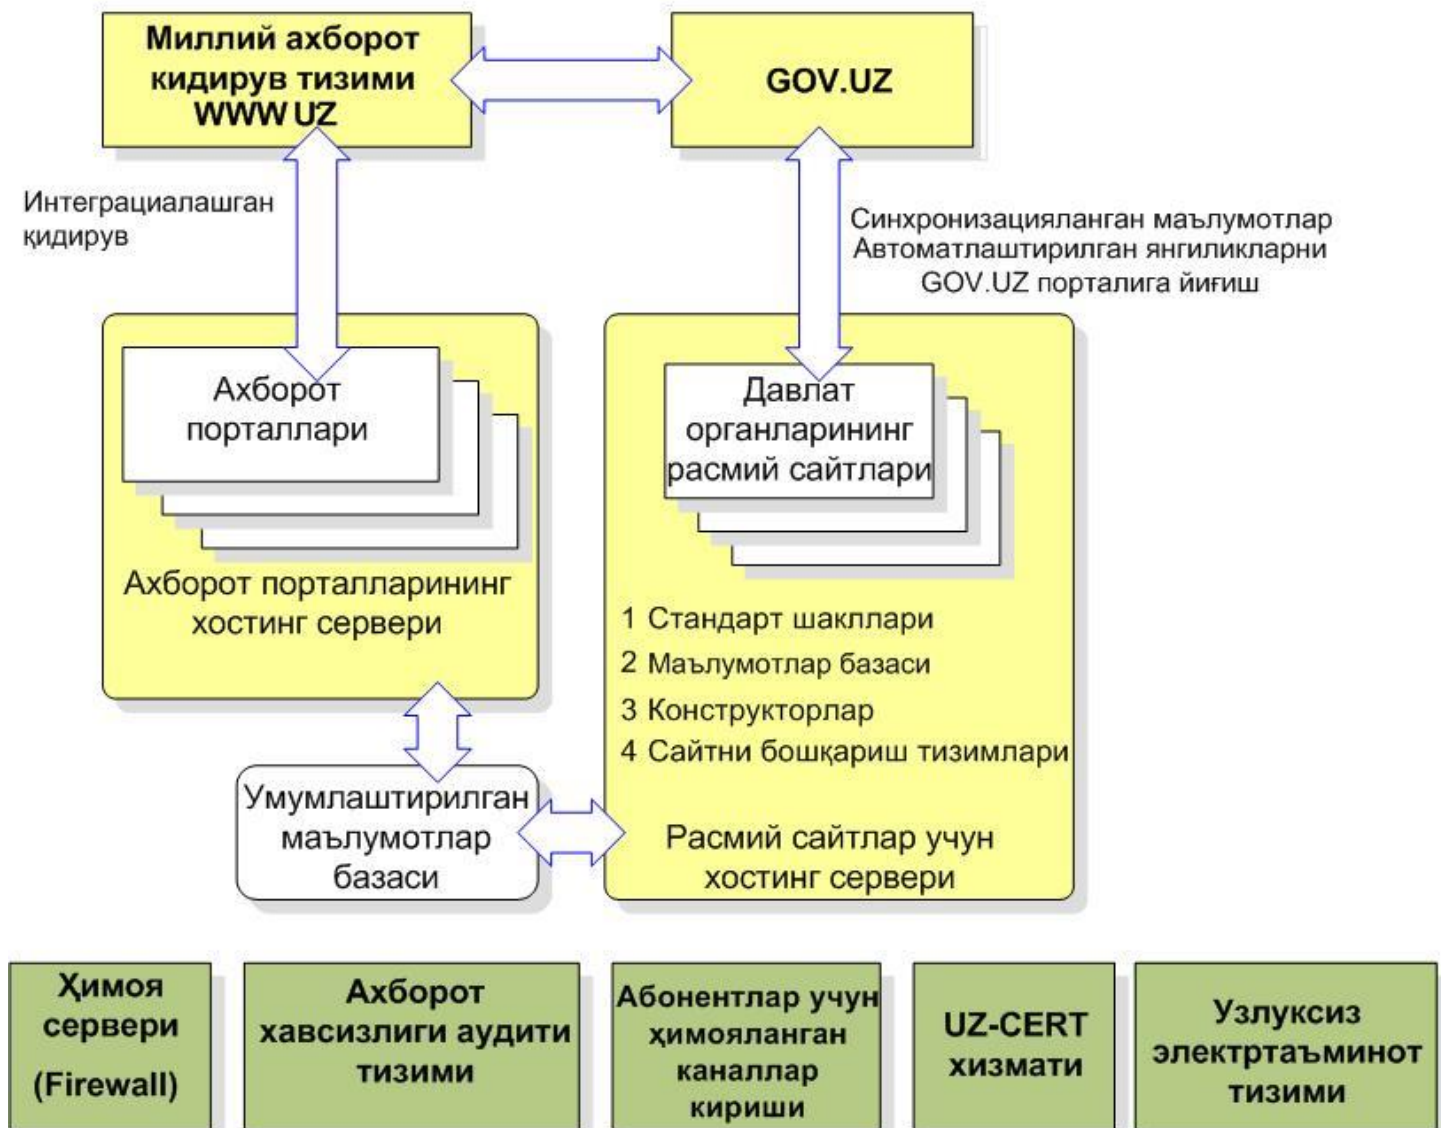 Миллий ахборот
кидирув тизими
WWW UZ
GOV.UZ
Интеграциалашган
қидирув
Синхронизацияланган маълумотлар
Автоматлаштирилган янгиликларни
GOV.UZ порталига йиғиш
Ахборот
порталлари
Ахборот порталларининг
хостинг сервери
Давлат
органларининг
расмий сайтлари
1 Стандарт шакллари
2 Маълумотлар базаси
3 Конструкторлар
4 Сайтни бошқариш тизимлари
Расмий сайтлар учун
хостинг сервери
Умумлаштирилган
маълумотлар
базаси
Ҳимоя
сервери
(Firewall)
Ахборот
хавсизлиги аудити
тизими
Абонентлар учун
ҳимояланган
каналлар
кириши
UZ-CERT
хизмати
Узлуксиз
электртаъминот
тизими